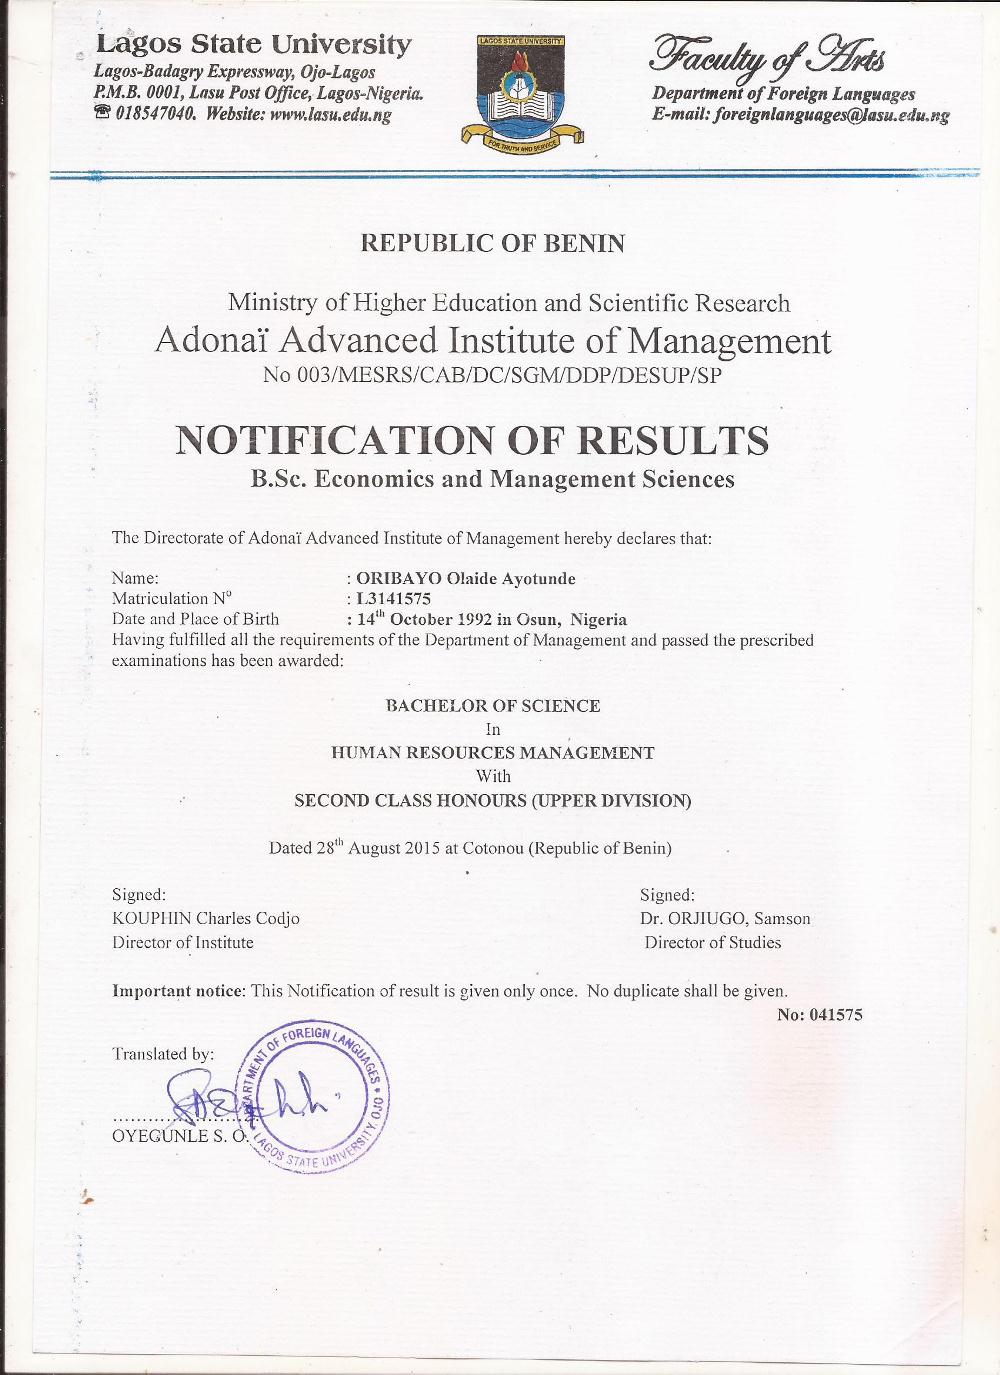 Lagos State University
Lagos-Badagry Expressway, Ojo-Lagos
P.M.B. 0001, Lasu Post Office, Lagos-Nigeria.
☎ 018547040. Website: www.lasu.edu.ng
LAGOS STATE UNIVERSITY
FOR TRUTH AND SERVICE
Faculty of Arts
Department of Foreign Languages
E-mail: foreignlanguages@lasu.edu.ng
REPUBLIC OF BENIN
Ministry of Higher Education and Scientific Research
Adonaï Advanced Institute of Management
No 003/MESRS/CAB/DC/SGM/DDP/DESUP/SP
NOTIFICATION OF RESULTS
B.Sc. Economics and Management Sciences
The Directorate of Adonaï Advanced Institute of Management hereby declares that:
Name: : ORIBAYO Olaide Ayotunde
Matriculation Nº : L3141575
Date and Place of Birth : 14th October 1992 in Osun, Nigeria
Having fulfilled all the requirements of the Department of Management and passed the prescribed
examinations has been awarded:
BACHELOR OF SCIENCE
In
HUMAN RESOURCES MANAGEMENT
With
SECOND CLASS HONOURS (UPPER DIVISION)
Dated 28th August 2015 at Cotonou (Republic of Benin)
Signed: Signed:
KOUPHIN Charles Codjo Dr. ORJIUGO, Samson
Director of Institute Director of Studies
Important notice: This Notification of result is given only once. No duplicate shall be given.
No: 041575
Translated by:
OYEGUNLE S. O.
DEPARTMENT OF FOREIGN LANGUAGES
LAGOS STATE UNIVERSITY, OJO